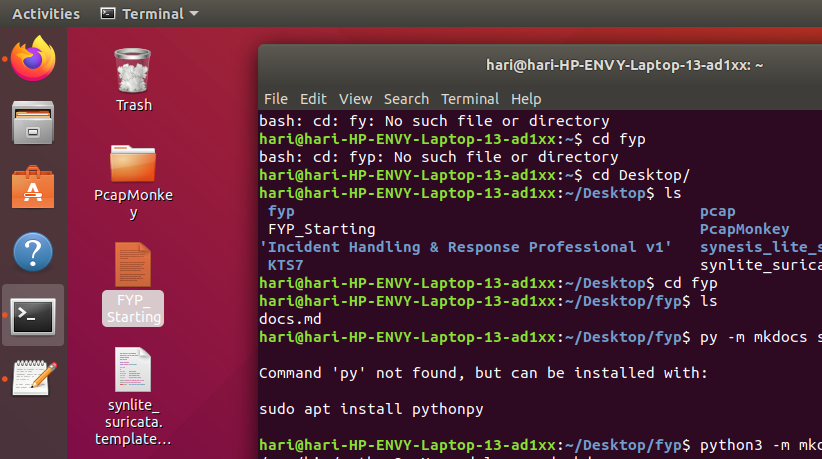 Activities
Terminal
hari@hari-HP-ENVY-Laptop-13-ad1xx: ~
File Edit View Search Terminal Help
Trash
PcapMonke
y
FYP_
Starting
synlite_
suricata.
template…
bash: cd: fy: No such file or directory
hari@hari-HP-ENVY-Laptop-13-ad1xx:~$ cd fyp
bash: cd: fyp: No such file or directory
hari@hari-HP-ENVY-Laptop-13-ad1xx:~$ cd Desktop/
hari@hari-HP-ENVY-Laptop-13-ad1xx:~/Desktop$ ls
fyp pcap
FYP_Starting PcapMonkey
'Incident Handling & Response Professional v1' synesis_lite_s
KTS7 synlite_surica
hari@hari-HP-ENVY-Laptop-13-ad1xx:~/Desktop$ cd fyp
hari@hari-HP-ENVY-Laptop-13-ad1xx:~/Desktop/fyp$ ls
docs.md
hari@hari-HP-ENVY-Laptop-13-ad1xx:~/Desktop/fyp$ py -m mkdocs s
Command 'py' not found, but can be installed with:
sudo apt install pythonpy
hari@hari-HP-ENVY-Laptop-13-ad1xx:~/Desktop/fyp$ python3 -m mkd